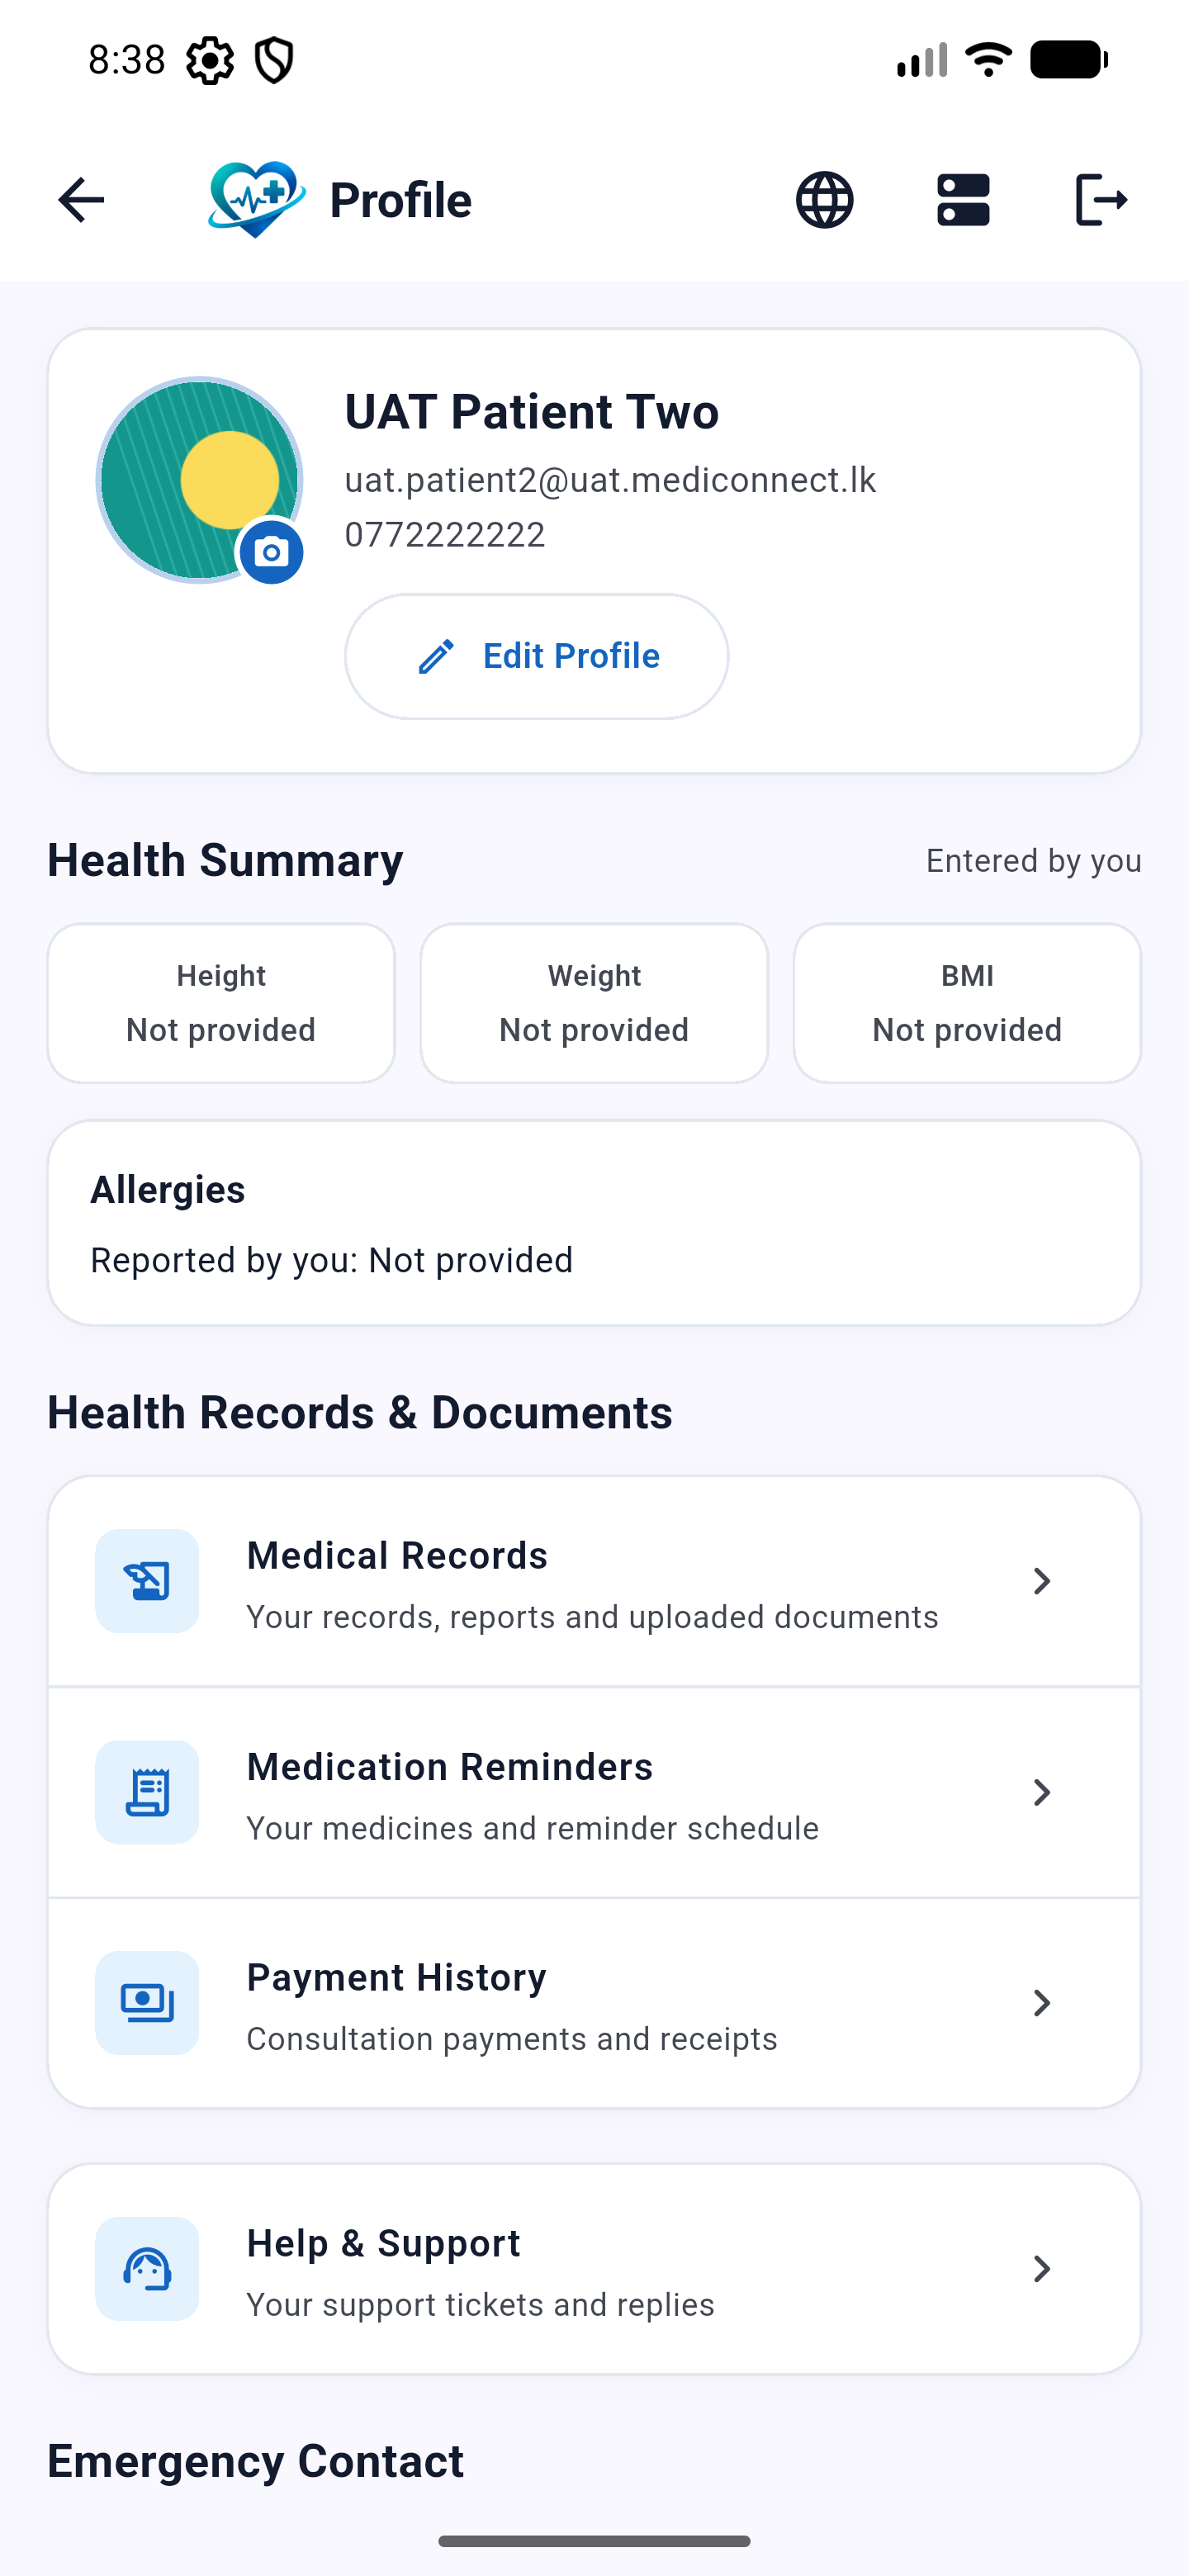 8:38
Profile
UAT Patient Two
uat.patient2@uat.mediconnect.lk
0772222222
Edit Profile
Health Summary
Entered by you
Height
Not provided
Weight
Not provided
BMI
Not provided
Allergies
Reported by you: Not provided
Health Records & Documents
Medical Records
Your records, reports and uploaded documents
Medication Reminders
Your medicines and reminder schedule
Payment History
Consultation payments and receipts
Help & Support
Your support tickets and replies
Emergency Contact